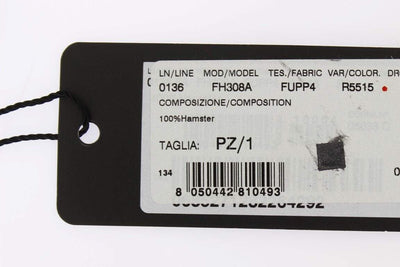 LN/LINE MOD/MODEL TES./FABRIC VAR/COLOR. DR
0136 FH308A FUPP4 R5515
COMPOSIZIONE/COMPOSITION
100%Hamster
TAGLIA: PZ/1
134
8 050442 810493